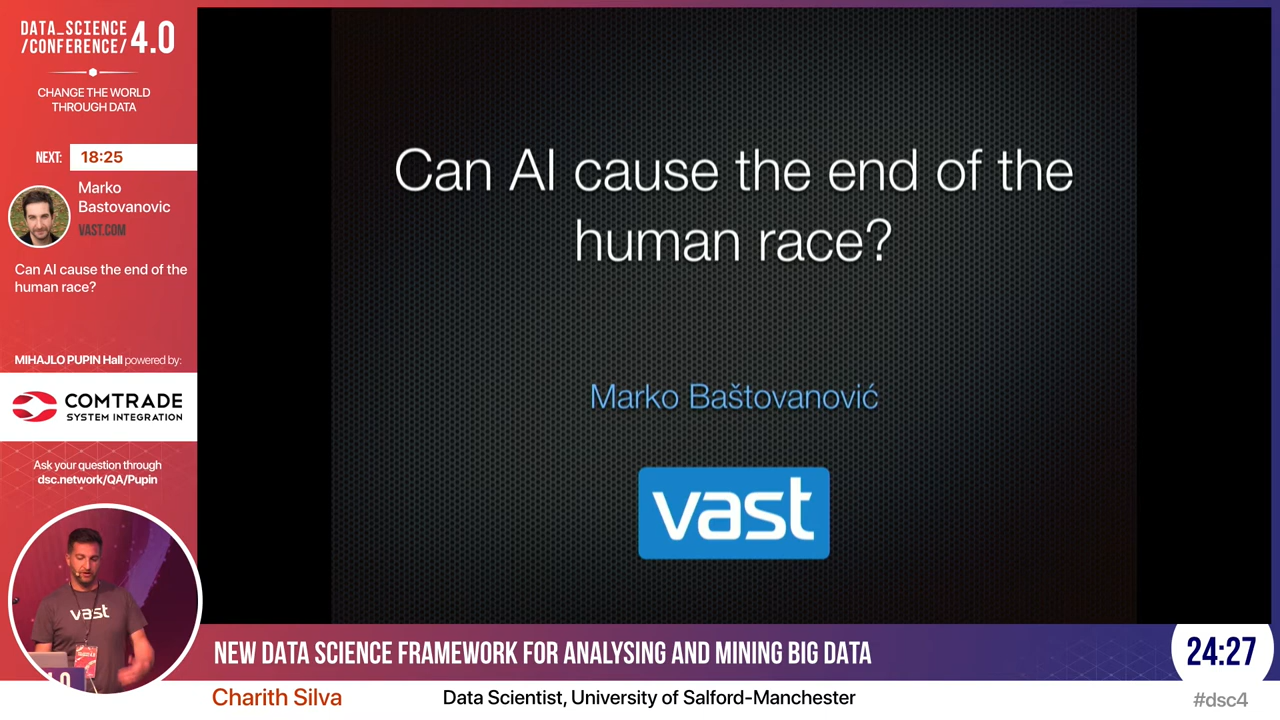 DATA_SCIENCE
/CONFERENCE/ 4.0
CHANGE THE WORLD
THROUGH DATA
NEXT: 18:25
Marko
Bastovanovic
VAST.COM
Can AI cause the end of the
human race?
MIHAJLO PUPIN Hall powered by:
COMTRADE
SYSTEM INTEGRATION
Ask your question through
dsc.network/QA/Pupin
vast
Can AI cause the end of the
human race?
Marko Baštovanović
vast
NEW DATA SCIENCE FRAMEWORK FOR ANALYSING AND MINING BIG DATA
24:27
Charith Silva
Data Scientist, University of Salford-Manchester
#dsc4